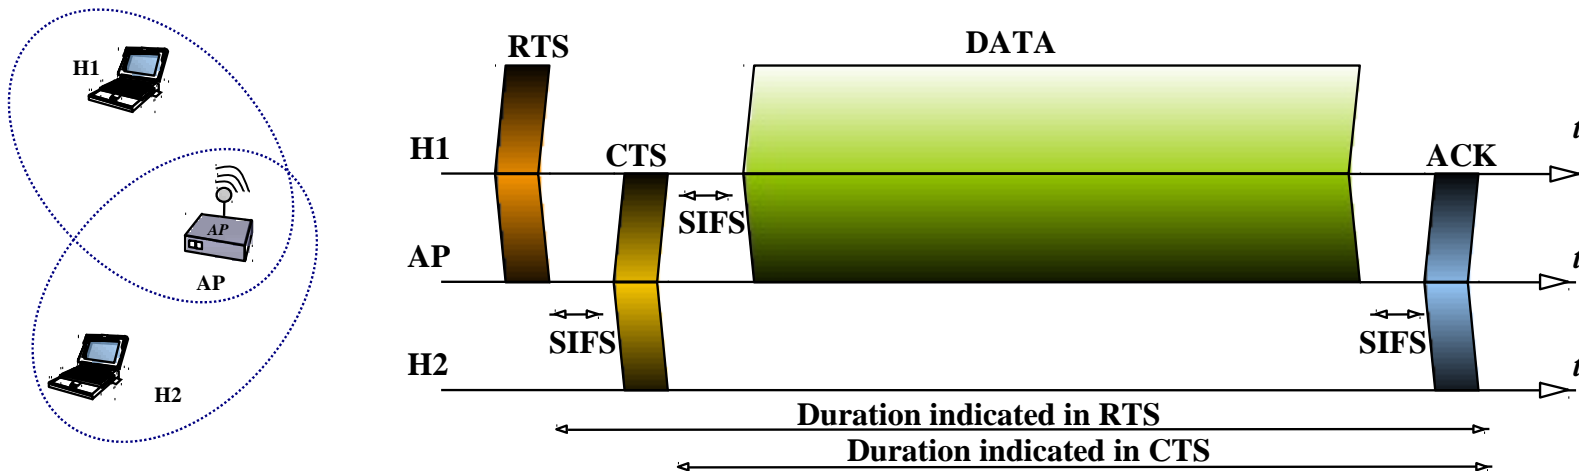 H1
AP
AP
H2
RTS
DATA
H1
t
CTS
ACK
SIFS
AP
t
SIFS
SIFS
H2
t
Duration indicated in RTS
Duration indicated in CTS